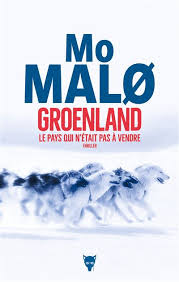 Mo
MALØ
GROENLAND
LE PAYS QUI N'ÉTAIT PAS À VENDRE
THRILLER